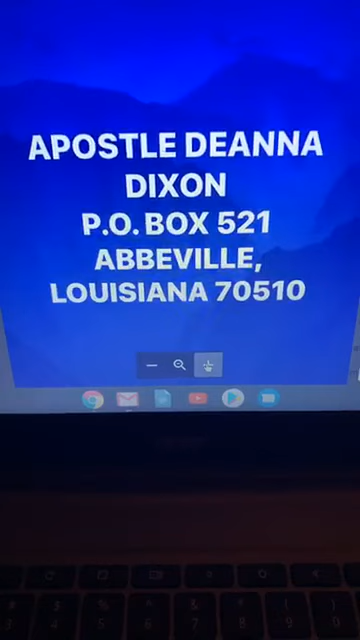 APOSTLE DEANNA
DIXON
P.O. BOX 521
ABBEVILLE,
LOUISIANA 70510